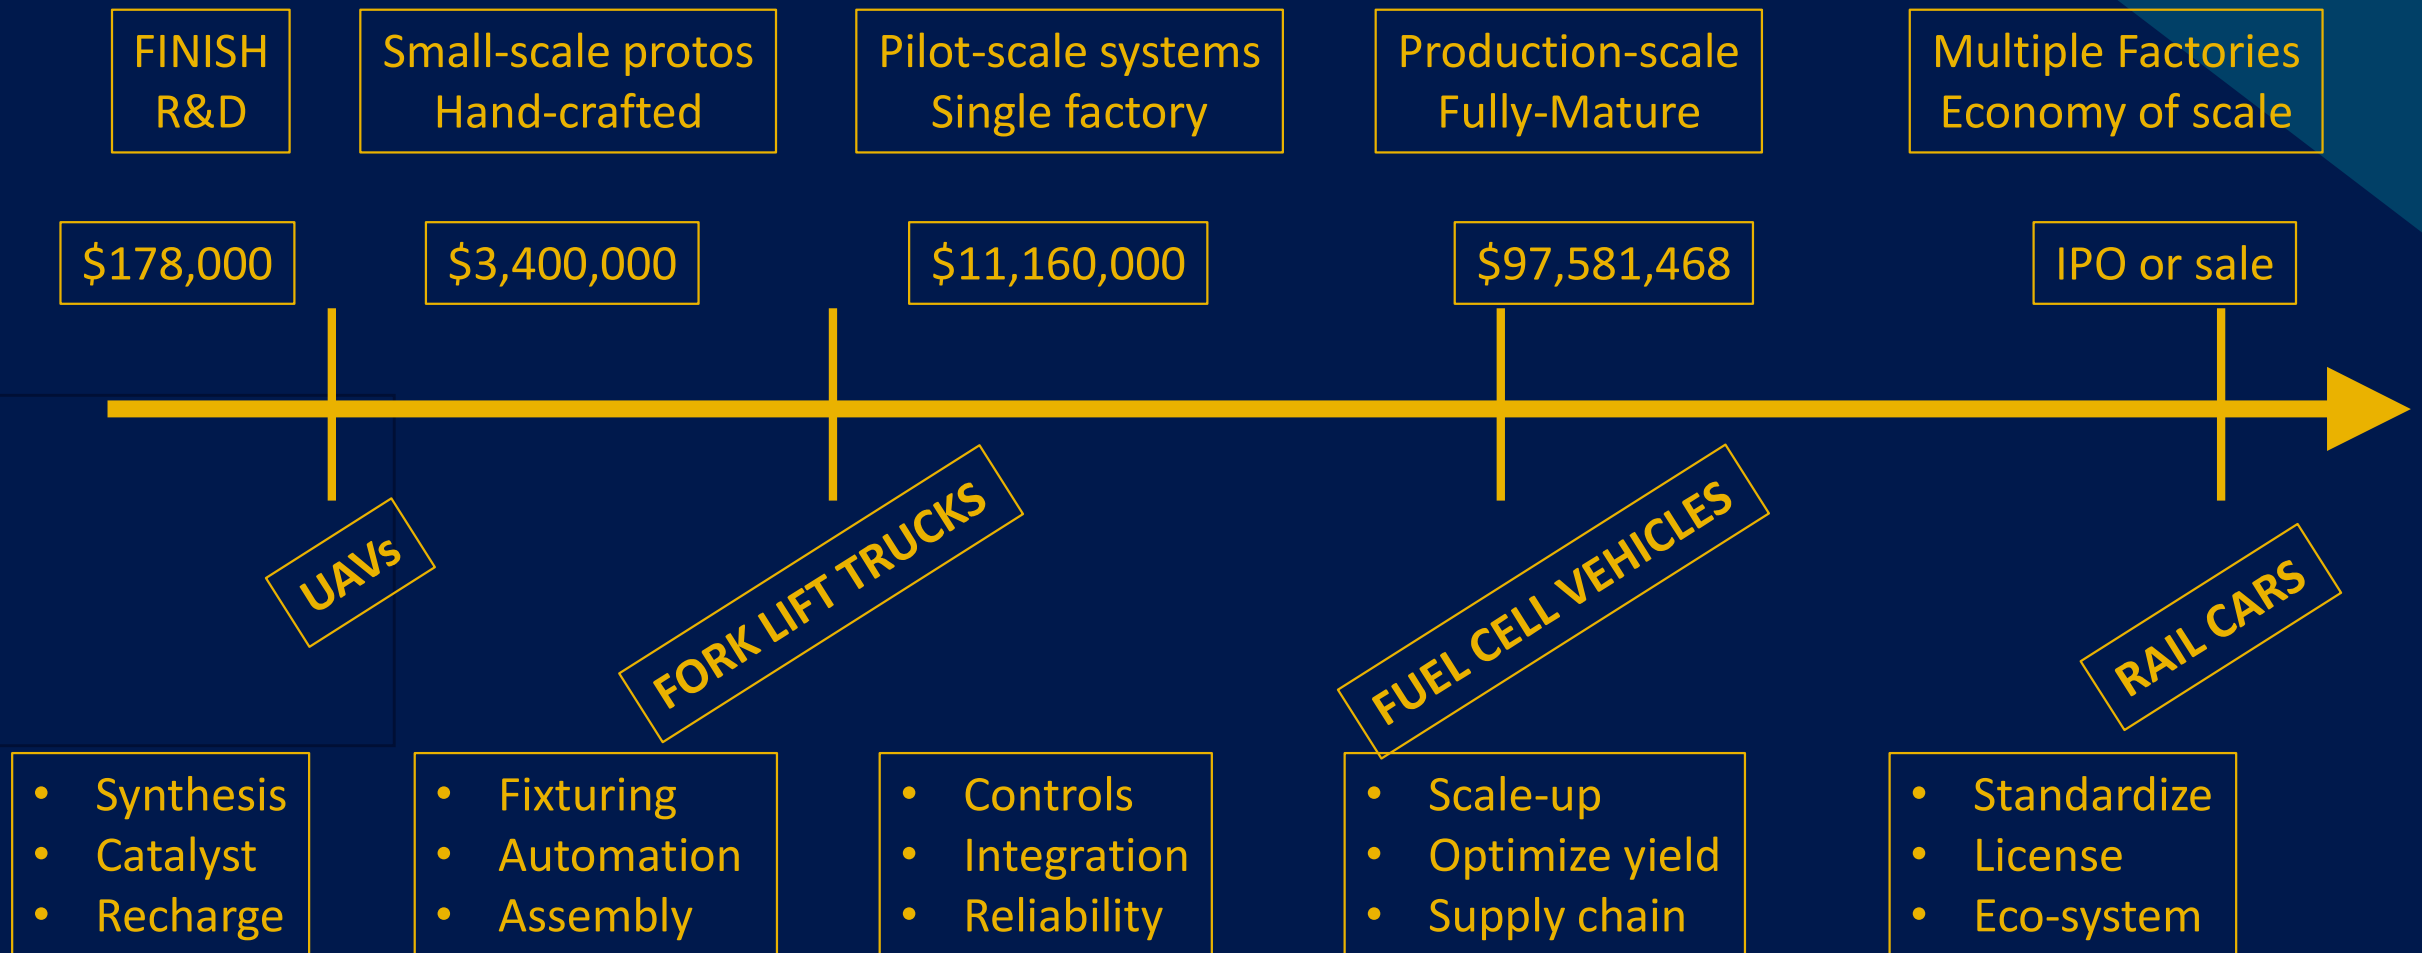 FINISH
R&D
Small-scale protos
Hand-crafted
Pilot-scale systems
Single factory
Production-scale
Fully-Mature
Multiple Factories
Economy of scale
$178,000
$3,400,000
$11,160,000
$97,581,468
IPO or sale
UAVs
FORK LIFT TRUCKS
FUEL CELL VEHICLES
RAIL CARS
• Synthesis
• Catalyst
• Recharge
• Fixturing
• Automation
• Assembly
• Controls
• Integration
• Reliability
• Scale-up
• Optimize yield
• Supply chain
• Standardize
• License
• Eco-system